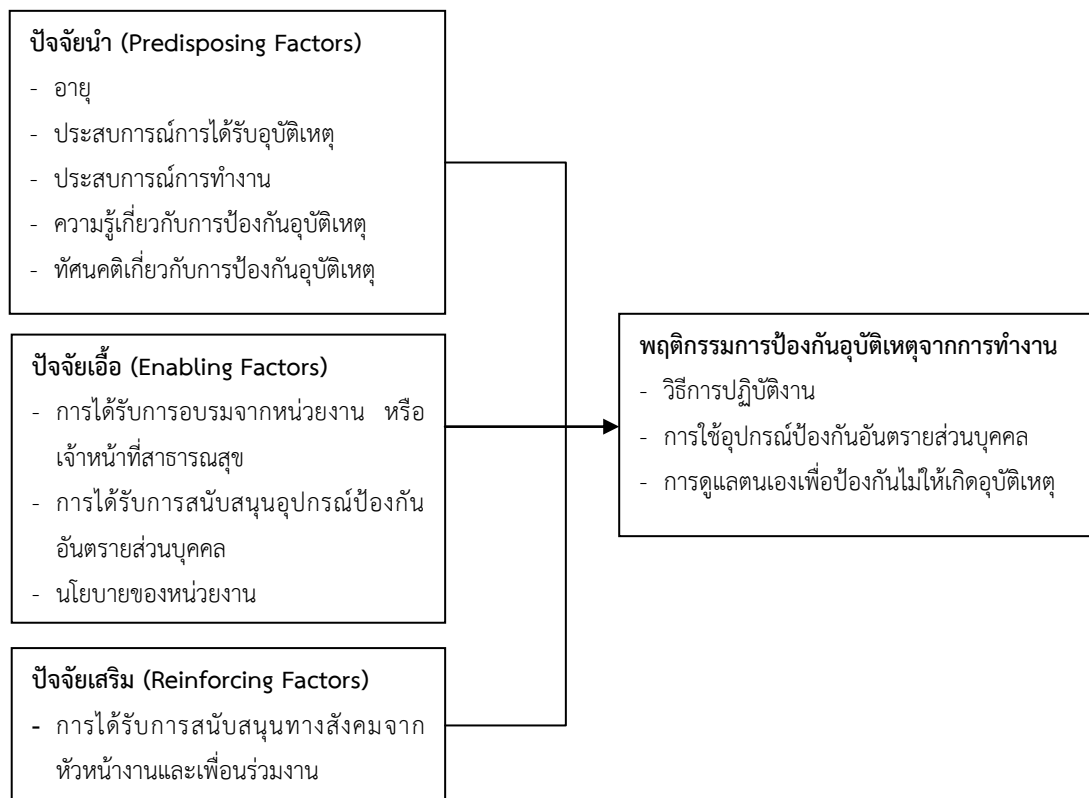 ปัจจัยนำ (Predisposing Factors)
- อายุ
- ประสบการณ์การได้รับอุบัติเหตุ
- ประสบการณ์การทำงาน
- ความรู้เกี่ยวกับการป้องกันอุบัติเหตุ
- ทัศนคติเกี่ยวกับการป้องกันอุบัติเหตุ
ปัจจัยเอื้อ (Enabling Factors)
- การได้รับการอบรมจากหน่วยงาน หรือ
เจ้าหน้าที่สาธารณสุข
- การได้รับการสนับสนุนอุปกรณ์ป้องกัน
อันตรายส่วนบุคคล
- นโยบายของหน่วยงาน
ปัจจัยเสริม (Reinforcing Factors)
- การได้รับการสนับสนุนทางสังคมจาก
หัวหน้างานและเพื่อนร่วมงาน
พฤติกรรมการป้องกันอุบัติเหตุจากการทำงาน
- วิธีการปฏิบัติงาน
- การใช้อุปกรณ์ป้องกันอันตรายส่วนบุคคล
- การดูแลตนเองเพื่อป้องกันไม่ให้เกิดอุบัติเหตุ